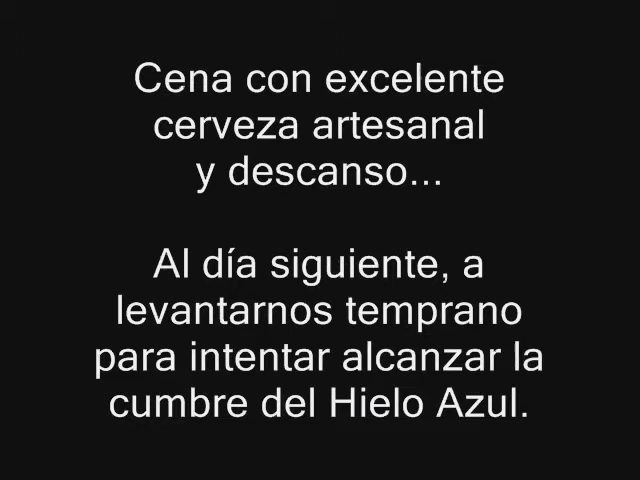 Cena con excelente
cerveza artesanal
y descanso...
Al día siguiente, a
levantarnos temprano
para intentar alcanzar la
cumbre del Hielo Azul.